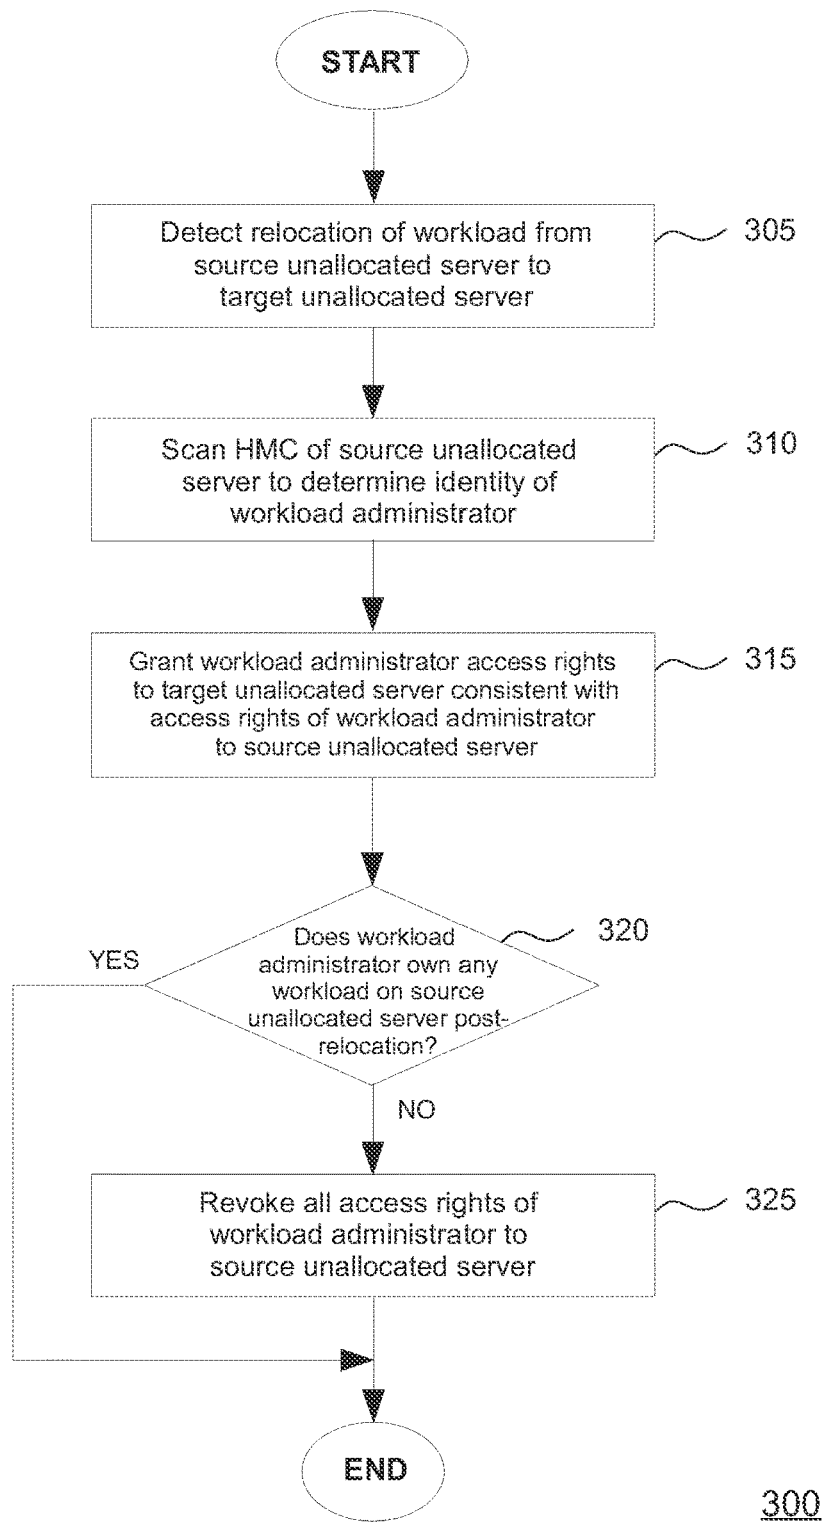 START
Detect relocation of workload from
source unallocated server to
target unallocated server
305
Scan HMC of source unallocated
server to determine identity of
workload administrator
310
Grant workload administrator access rights
to target unallocated server consistent with
access rights of workload administrator
to source unallocated server
315
Does workload
administrator own any
workload on source
unallocated server post-
relocation?
320
YES
NO
Revoke all access rights of
workload administrator to
source unallocated server
325
END
300